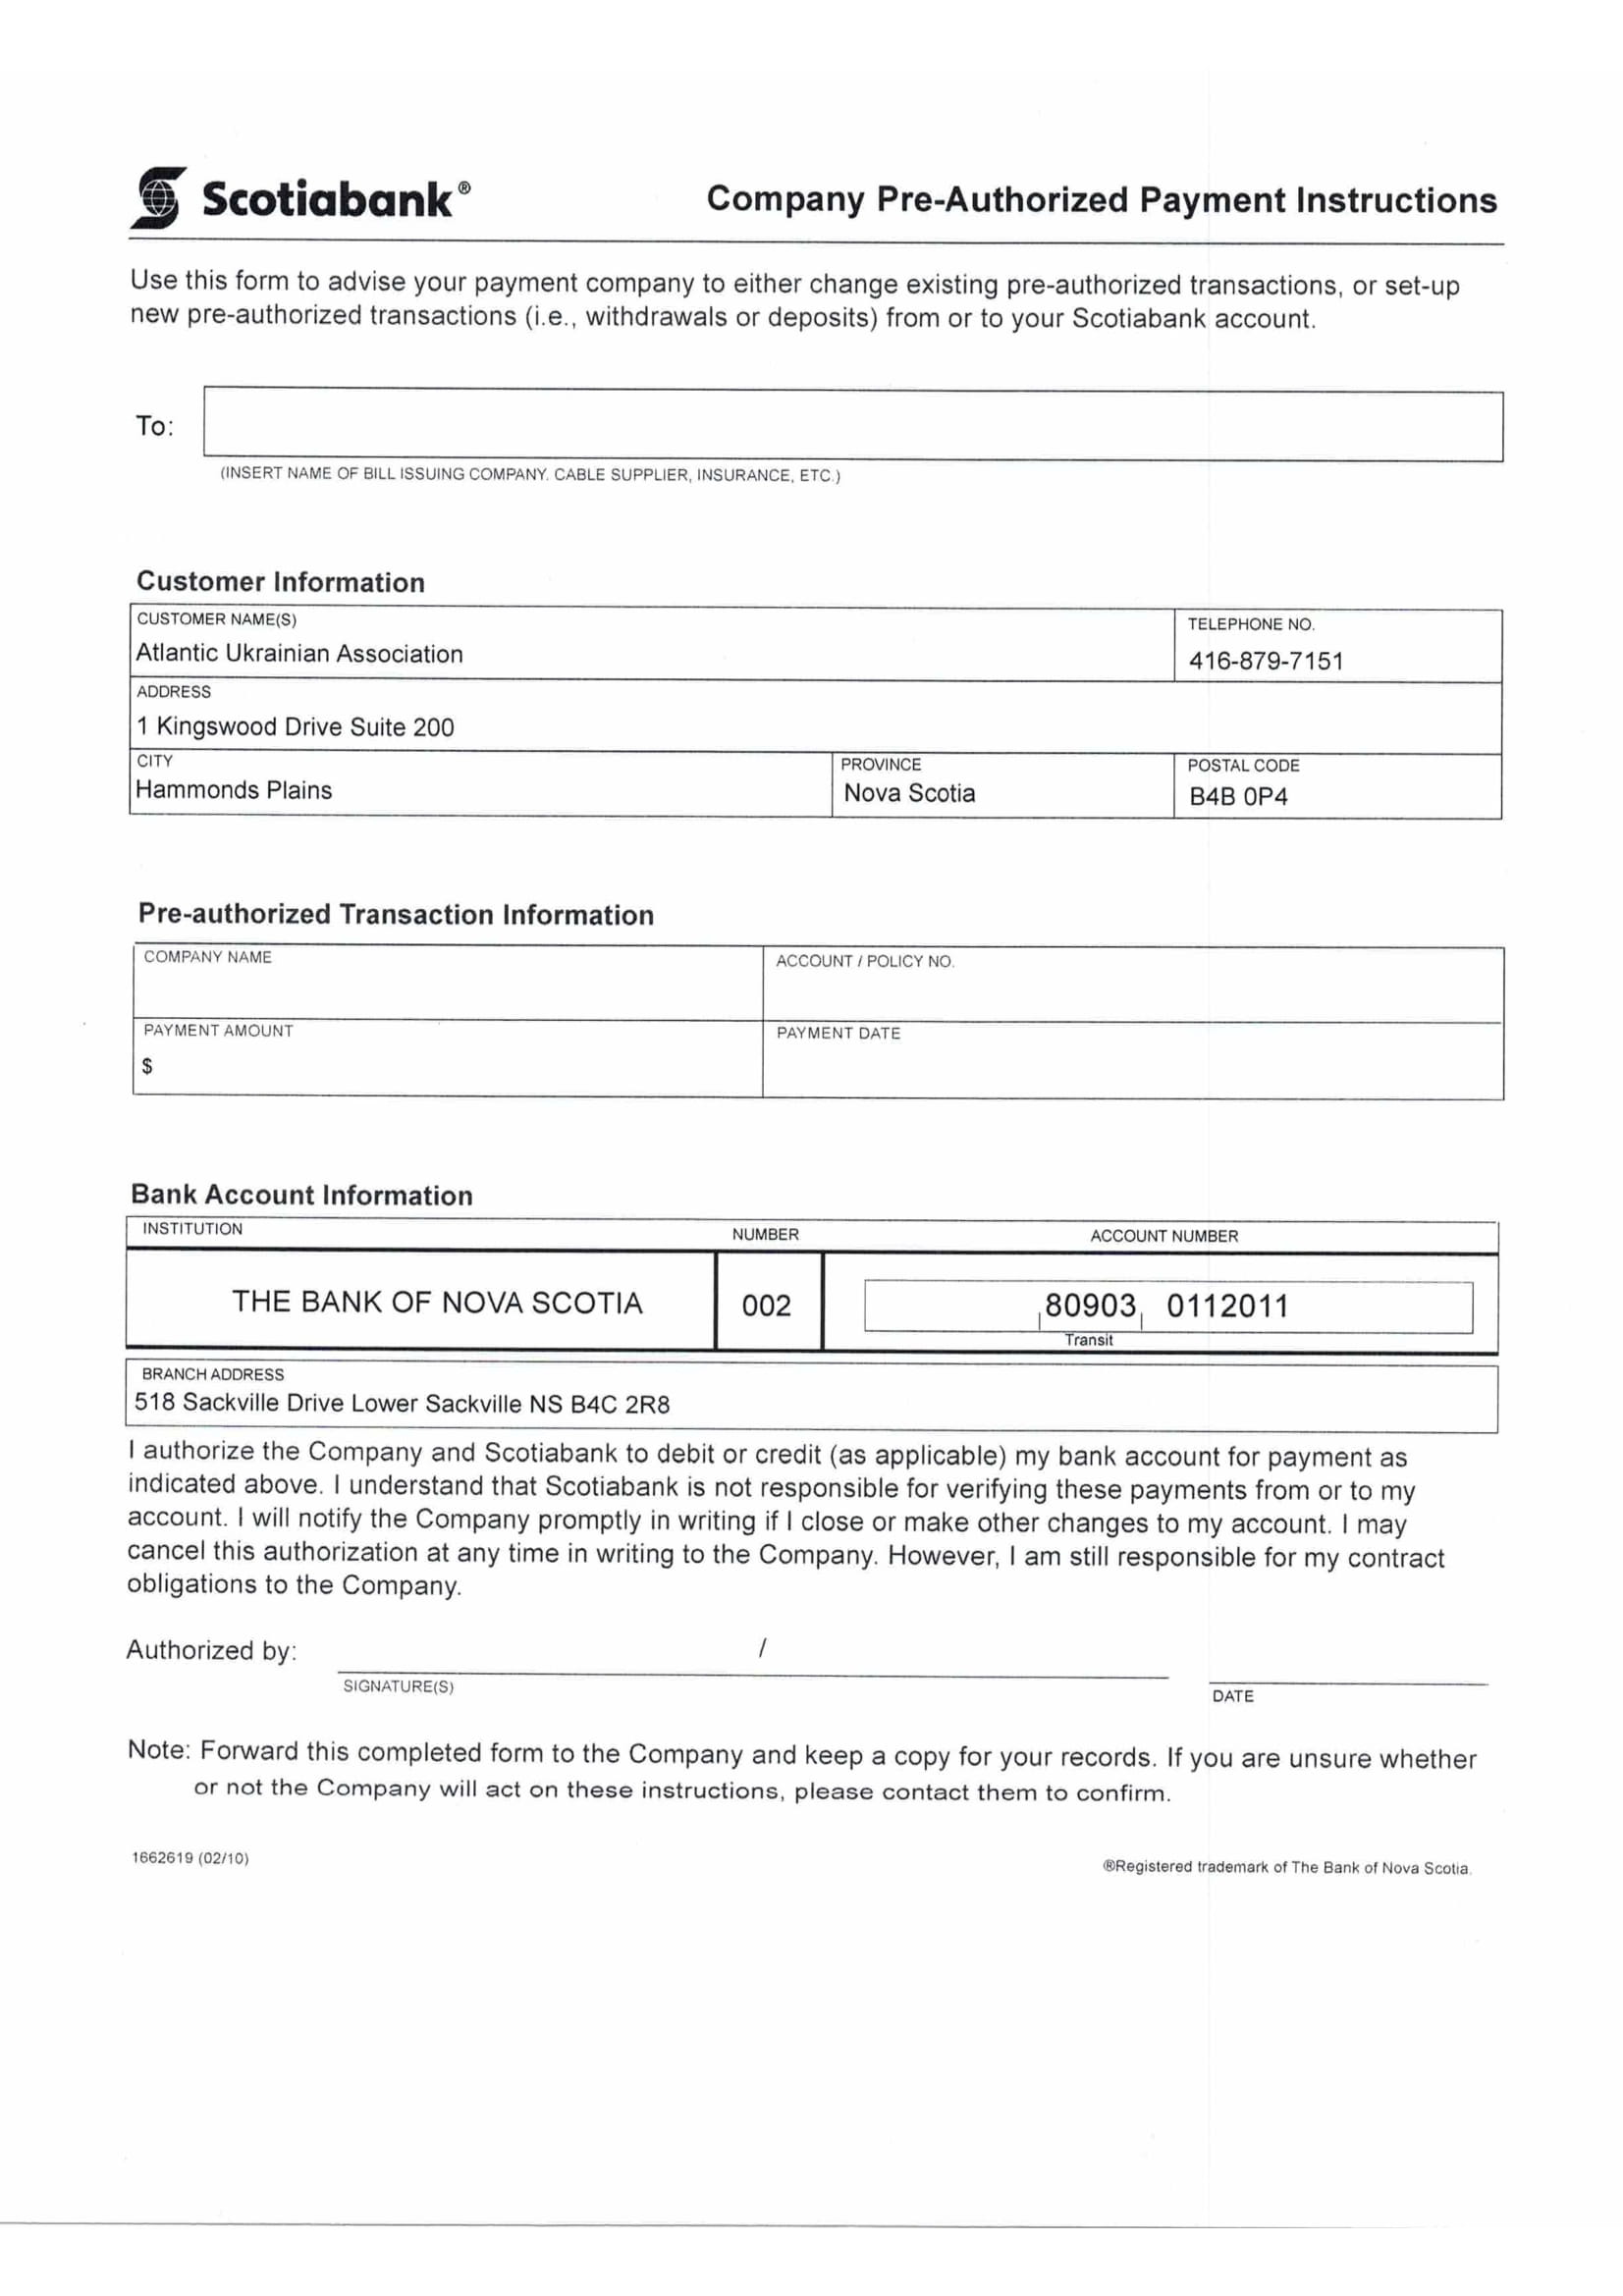 Scotiabank®
Company Pre-Authorized Payment Instructions
Use this form to advise your payment company to either change existing pre-authorized transactions, or set-up
new pre-authorized transactions (i.e., withdrawals or deposits) from or to your Scotiabank account.
To:
(INSERT NAME OF BILL ISSUING COMPANY. CABLE SUPPLIER, INSURANCE, ETC.)
Customer Information
CUSTOMER NAME(S)
TELEPHONE NO.
Atlantic Ukrainian Association
416-879-7151
ADDRESS
1 Kingswood Drive Suite 200
CITY
PROVINCE
POSTAL CODE
Hammonds Plains
Nova Scotia
B4B 0P4
Pre-authorized Transaction Information
COMPANY NAME
ACCOUNT / POLICY NO.
PAYMENT AMOUNT
PAYMENT DATE
$
Bank Account Information
INSTITUTION
NUMBER
ACCOUNT NUMBER
THE BANK OF NOVA SCOTIA
002
80903 0112011
Transit
BRANCH ADDRESS
518 Sackville Drive Lower Sackville NS B4C 2R8
I authorize the Company and Scotiabank to debit or credit (as applicable) my bank account for payment as
indicated above. I understand that Scotiabank is not responsible for verifying these payments from or to my
account. I will notify the Company promptly in writing if I close or make other changes to my account. I may
cancel this authorization at any time in writing to the Company. However, I am still responsible for my contract
obligations to the Company.
Authorized by:
/
SIGNATURE(S)
DATE
Note: Forward this completed form to the Company and keep a copy for your records. If you are unsure whether
or not the Company will act on these instructions, please contact them to confirm.
1662619 (02/10)
®Registered trademark of The Bank of Nova Scotia.